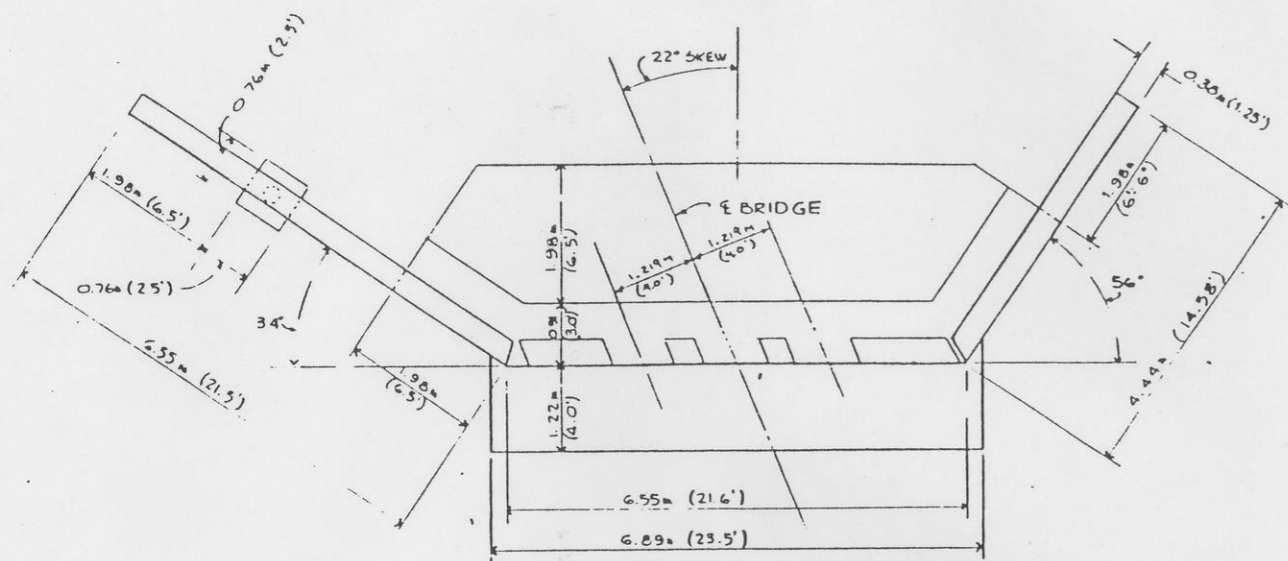 22° SKEW
0.76m (2.5')
0.38m (1.25')
1.98m (6.5')
1.98m
(6'-6")
℄ BRIDGE
1.98m
(6.5')
1.219M
(4.0')
1.219M
(4.0')
0.76m (2.5')
34°
56°
(3.0')
6.55m (21.5')
1.98m
(6.5')
4.44m (14.58')
1.22m
(4.0')
6.55m (21.6')
6.89m (23.5')